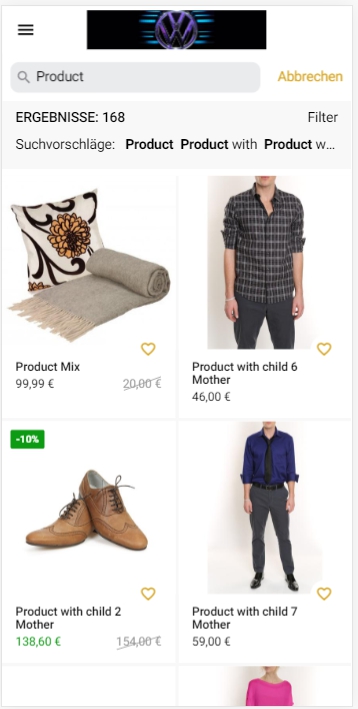 Product
Abbrechen
ERGEBNISSE: 168
Filter
Suchvorschläge: Product Product with Product w...
Product Mix
99,99 €
20,00 €
Product with child 6
Mother
46,00 €
-10%
Product with child 2
Mother
138,60 €
154,00 €
Product with child 7
Mother
59,00 €